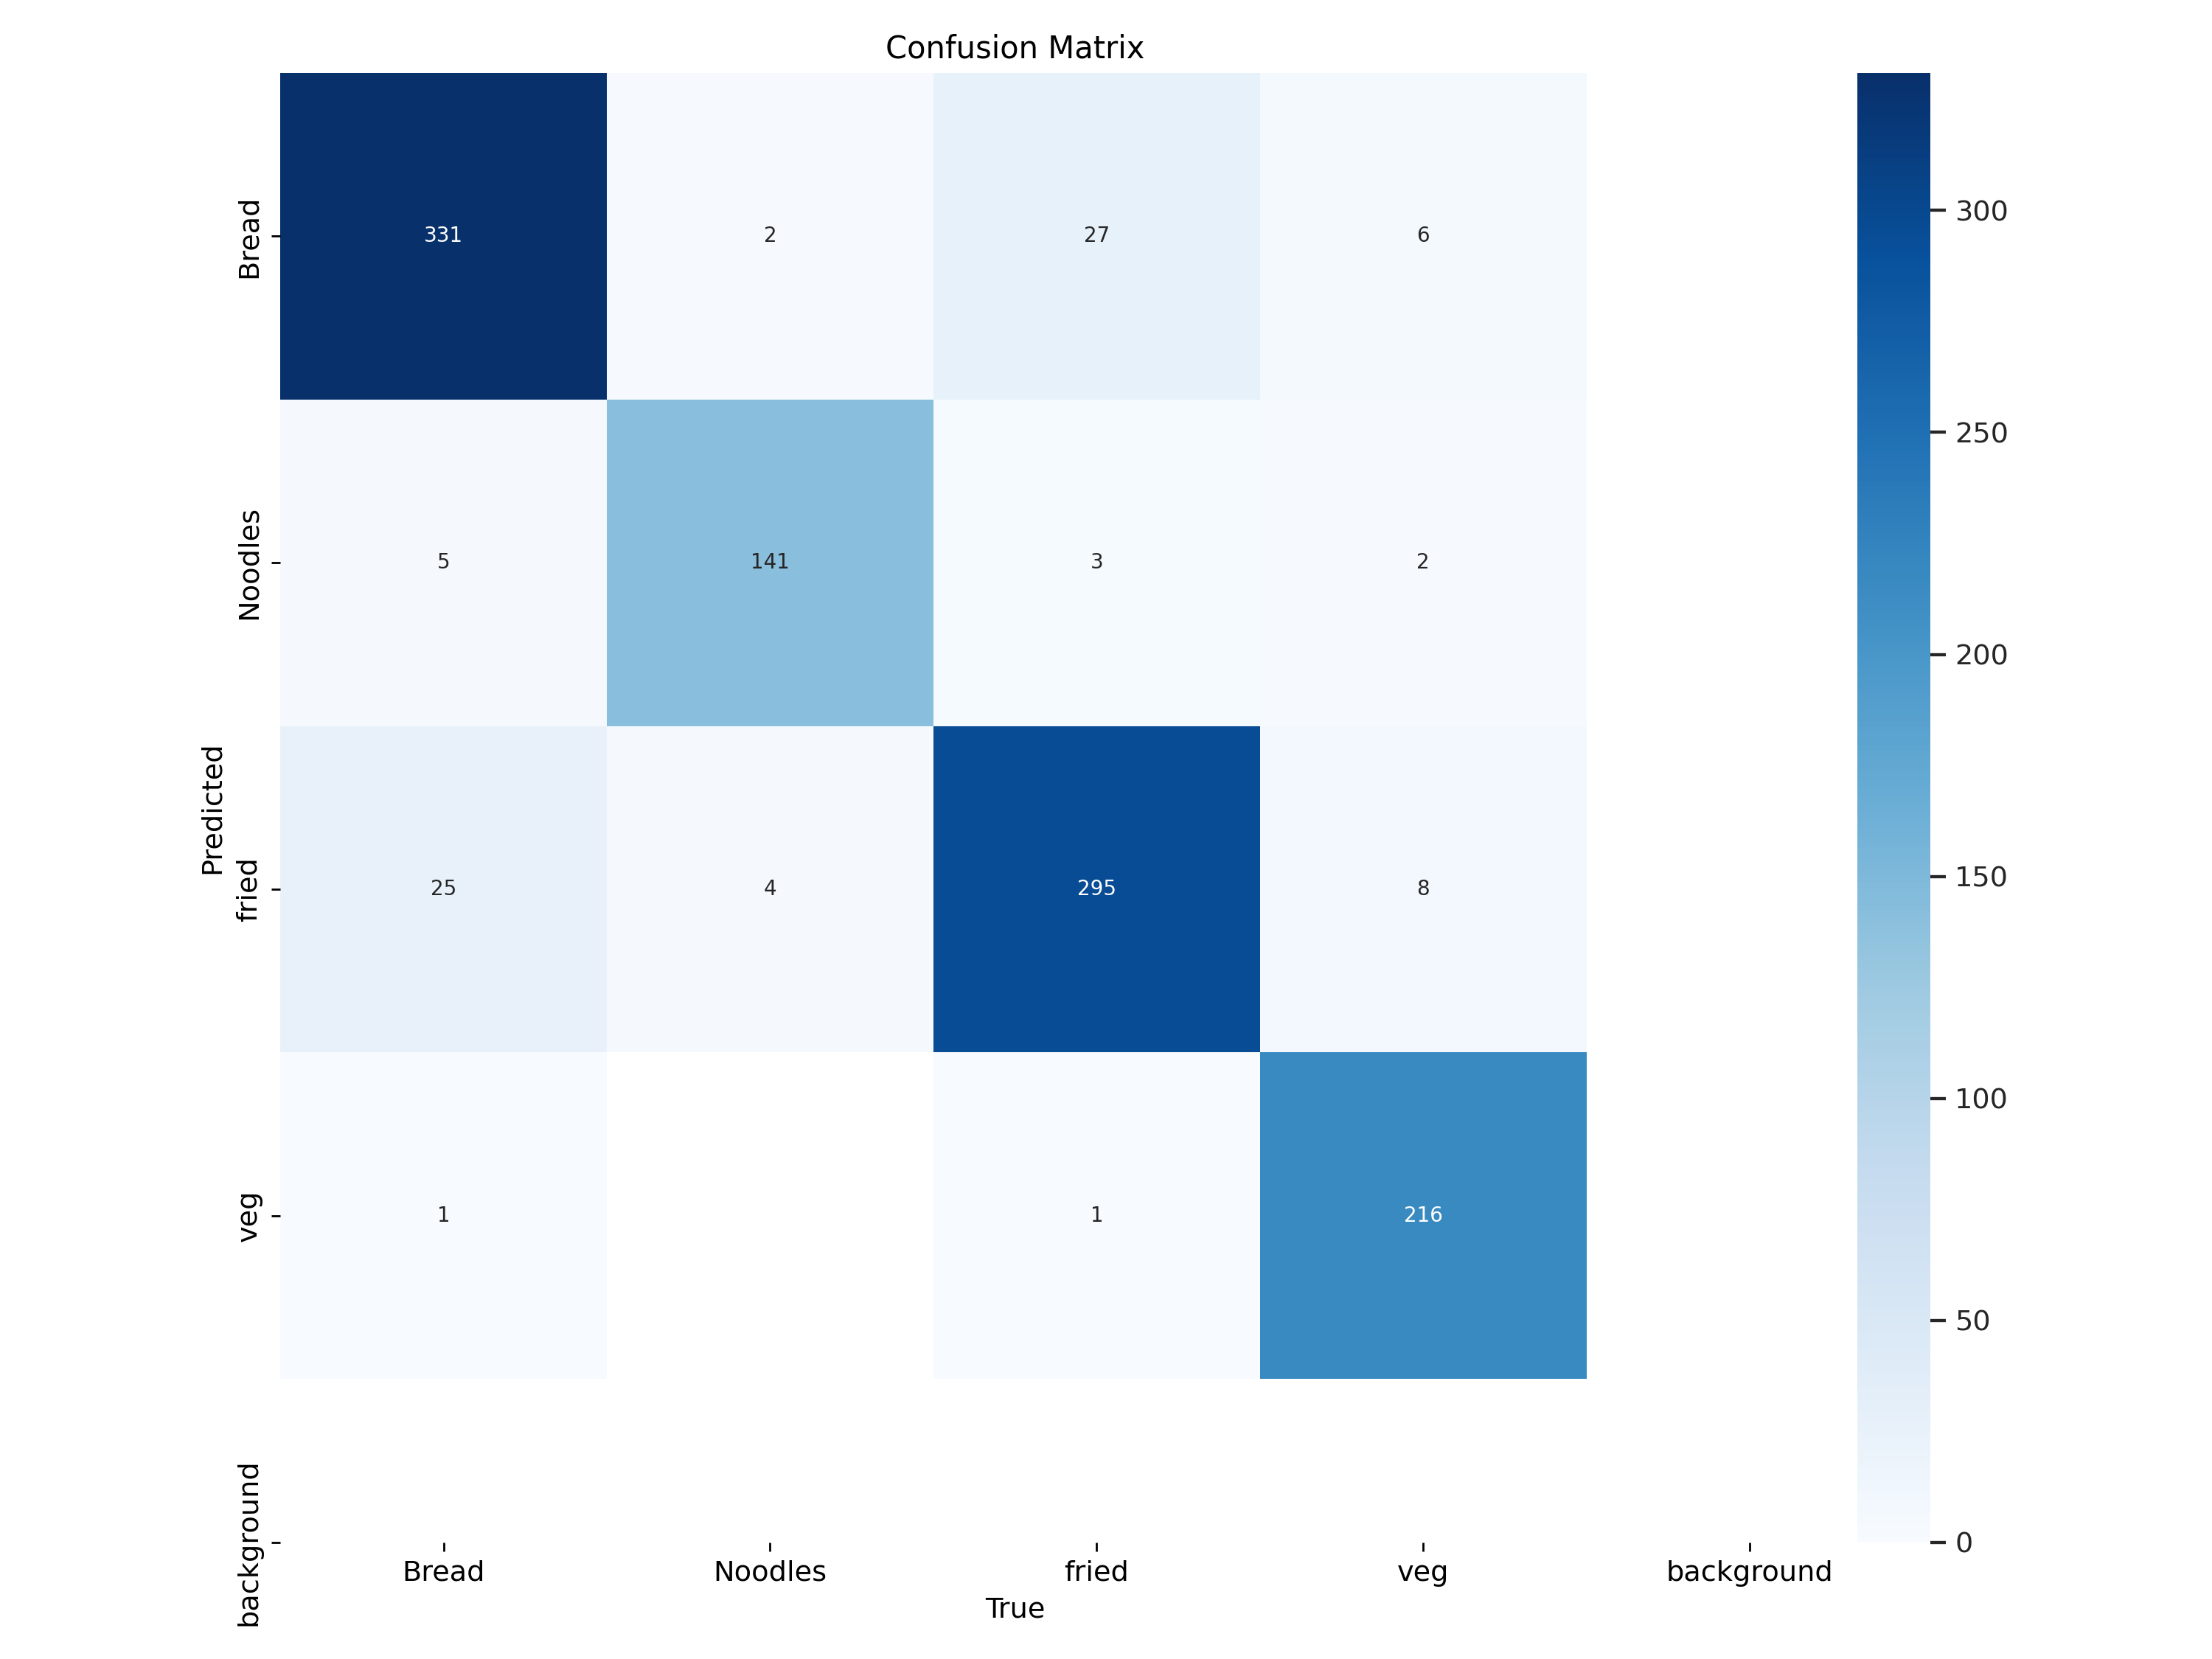 Confusion Matrix
Predicted
Bread
331 2 27 6
Noodles
5 141 3 2
fried
25 4 295 8
veg
1 1 216
background
Bread Noodles fried veg background
True
300
250
200
150
100
50
0